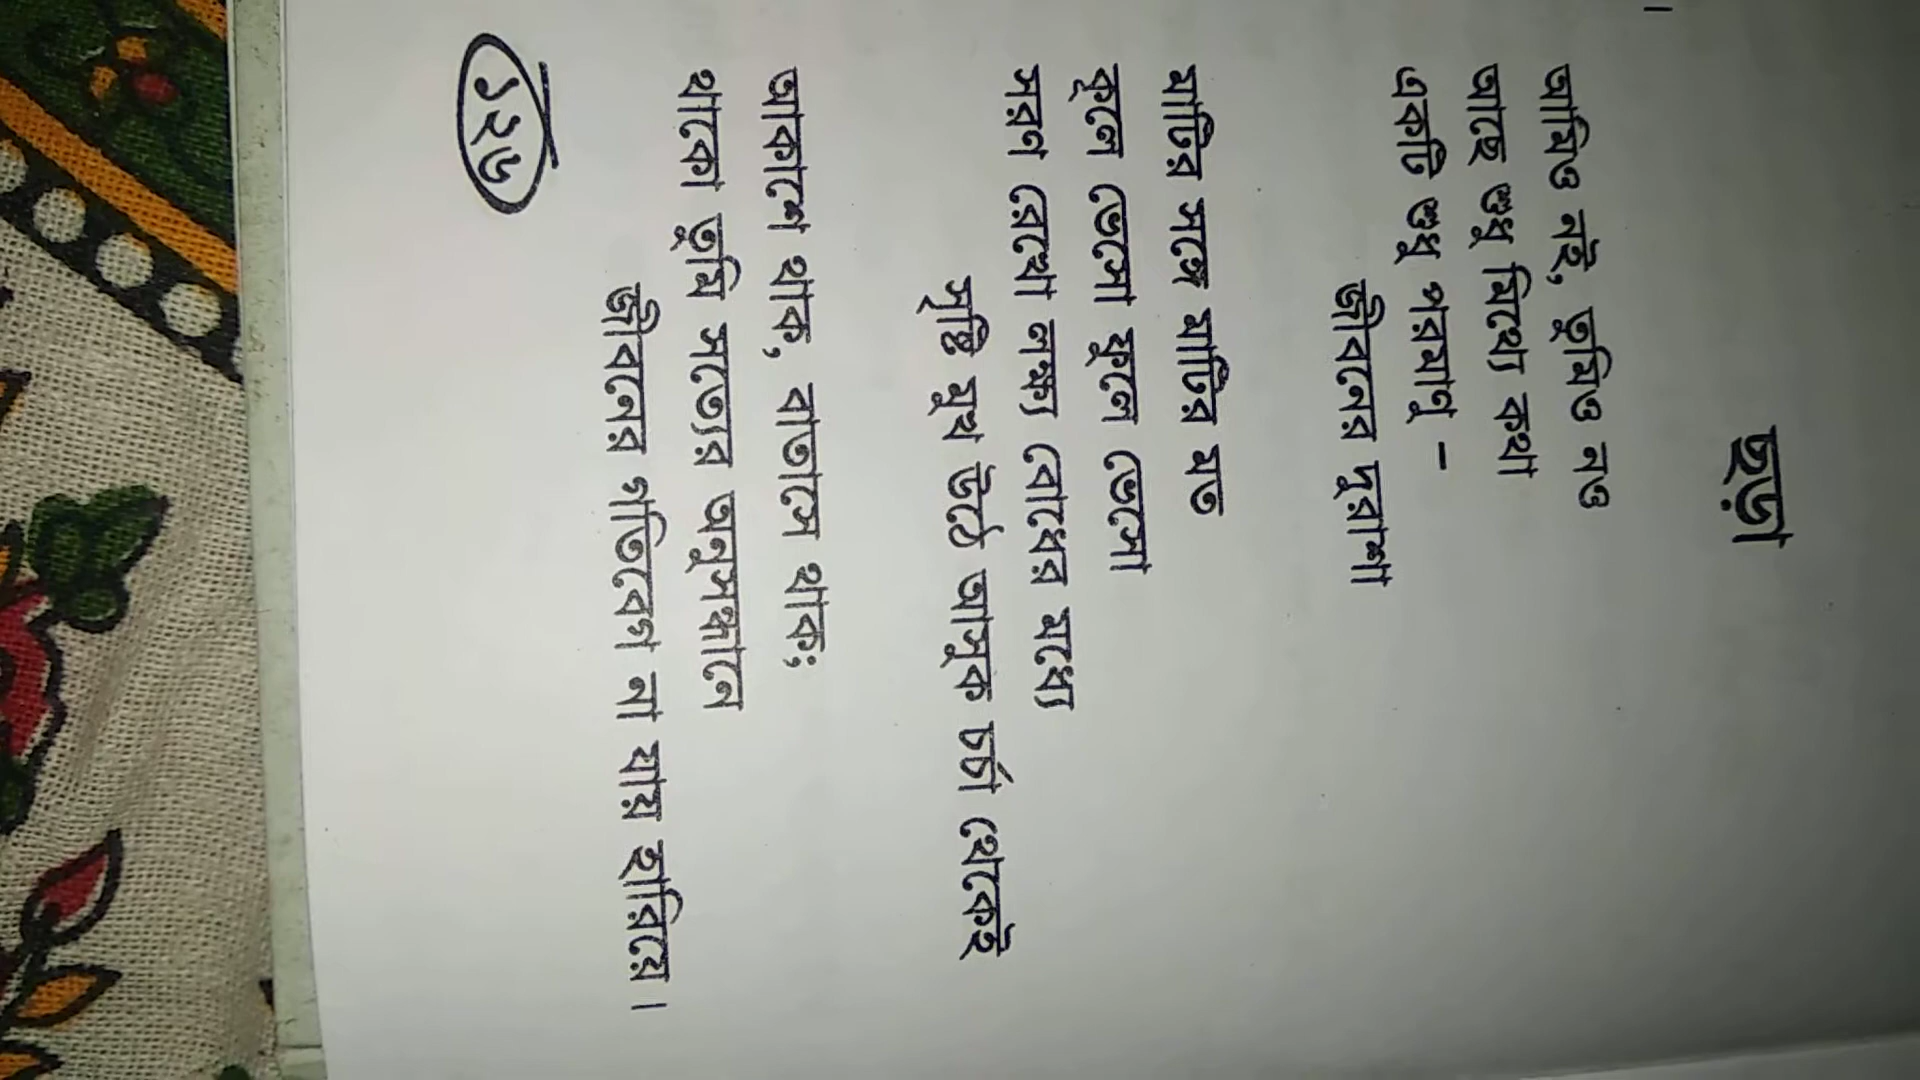 ছড়া
আমিও নই, তুমিও নও
আছে শুধু মিথ্যে কথা
একটি শুধু পরমাণু -
জীবনের দুরাশা
মাটির সঙ্গে মাটির মত
কূলে ভেসো ফুলে ভেসো
স্মরণ রেখো লক্ষ্য বোধের মধ্যে
সৃষ্টি মুখ উঠে আসুক চর্চা থেকেই
আকাশে থাক, বাতাসে থাক;
থাকো তুমি সত্যের অনুসন্ধানে
জীবনের গতিবেগ না যায় হারিয়ে।
১২৬